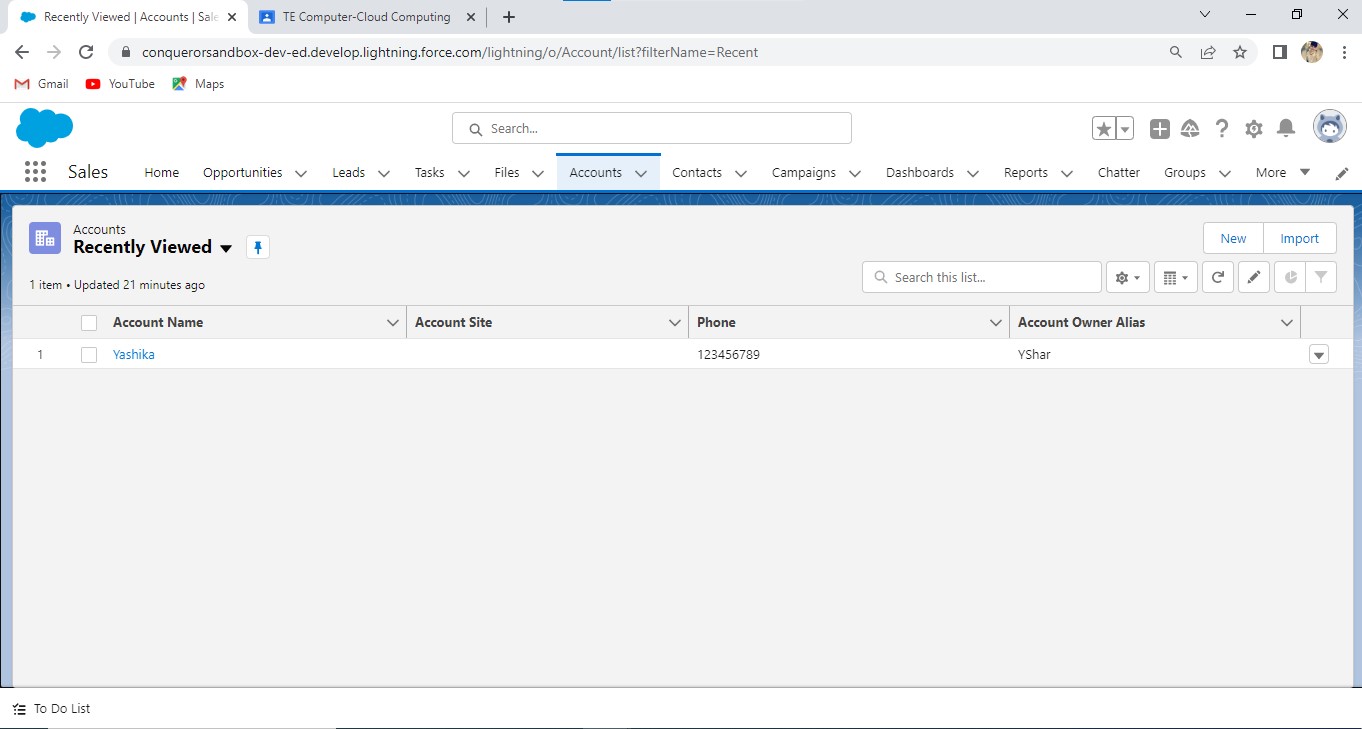 Recently Viewed | Accounts | Sale
TE Computer-Cloud Computing
conquerorsandbox-dev-ed.develop.lightning.force.com/lightning/o/Account/list?filterName=Recent
Gmail YouTube Maps
Search...
Sales Home Opportunities Leads Tasks Files Accounts Contacts Campaigns Dashboards Reports Chatter Groups More
Accounts
Recently Viewed
New Import
1 item • Updated 21 minutes ago
Search this list...
Account Name Account Site Phone Account Owner Alias
1 Yashika 123456789 YShar
To Do List